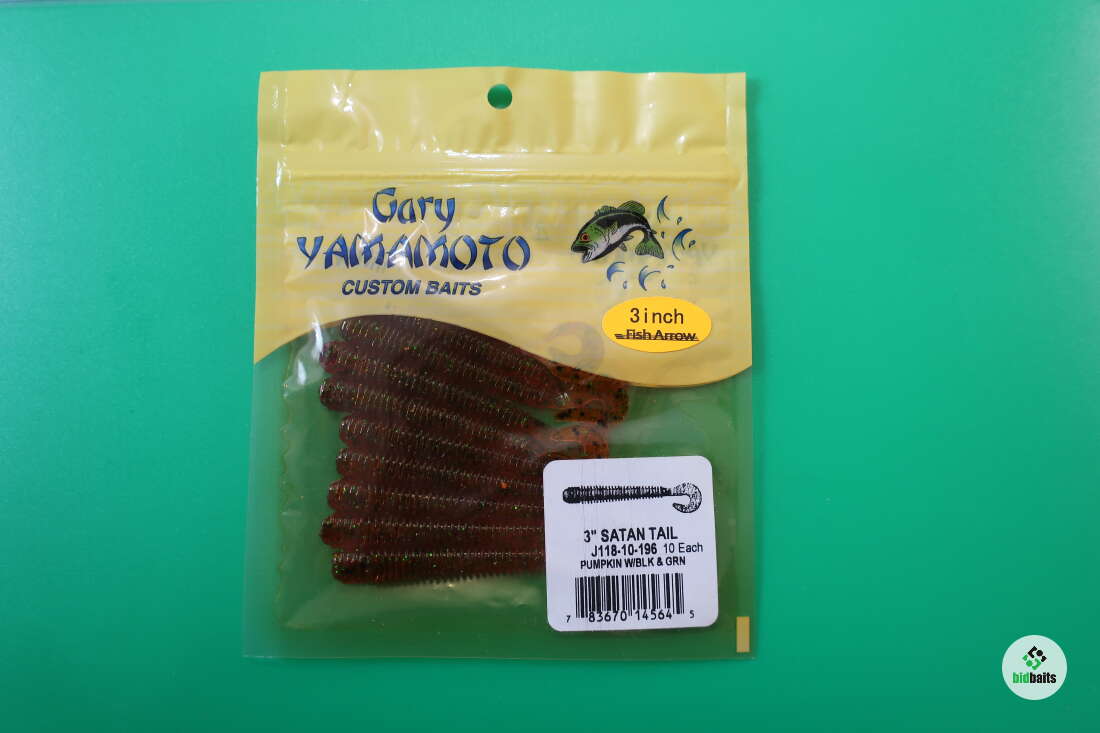 Gary
YAMAMOTO
CUSTOM BAITS
3inch
Fish Arrow
3" SATAN TAIL
J118-10-196 10 Each
PUMPKIN W/BLK & GRN
7 83670 14564 5
bidbaits